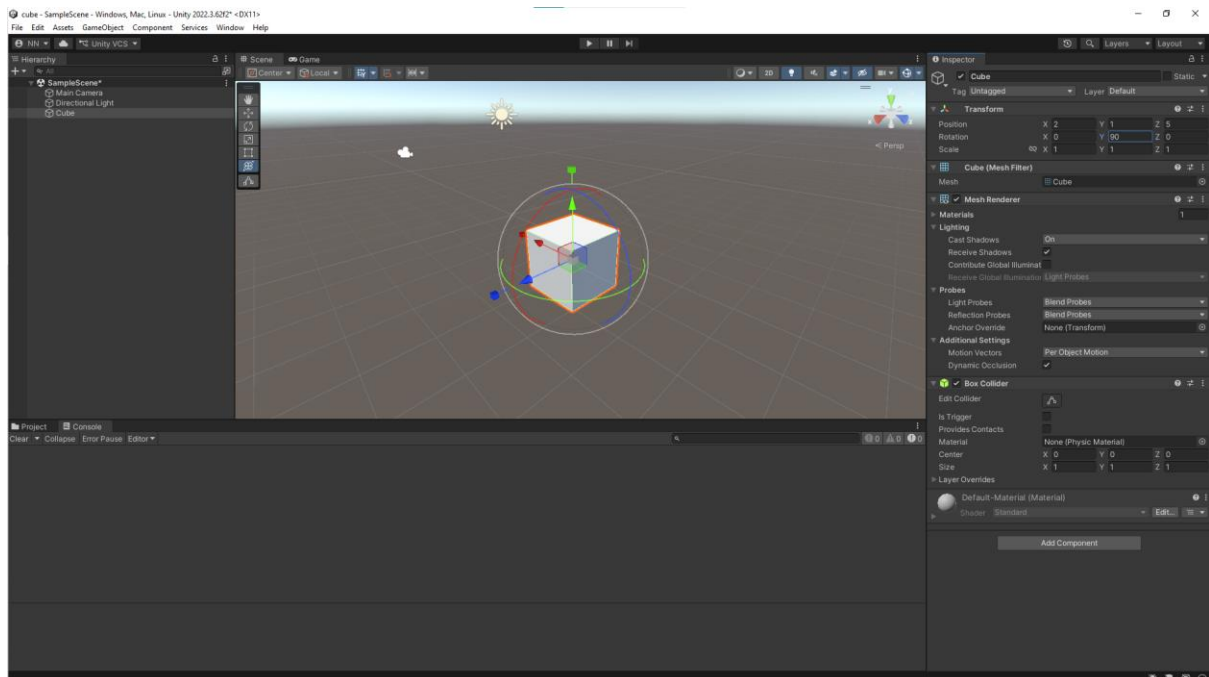 cube - SampleScene - Windows, Mac, Linux - Unity 2022.3.62f2* <DX11>
File Edit Assets GameObject Component Services Window Help
NN Unity VCS Layers Layout
Hierarchy
All
SampleScene*
Main Camera
Directional Light
Cube
Scene Game
Center Local 2D
Persp
Project Console
Clear Collapse Error Pause Editor 0 0 0
Inspector
Cube Static
Tag Untagged Layer Default
Transform
Position X 2 Y 1 Z 5
Rotation X 0 Y 90 Z 0
Scale X 1 Y 1 Z 1
Cube (Mesh Filter)
Mesh Cube
Mesh Renderer
Materials 1
Lighting
Cast Shadows On
Receive Shadows
Contribute Global Illuminat
Receive Global Illumination Light Probes
Probes
Light Probes Blend Probes
Reflection Probes Blend Probes
Anchor Override None (Transform)
Additional Settings
Motion Vectors Per Object Motion
Dynamic Occlusion
Box Collider
Edit Collider
Is Trigger
Provides Contacts
Material None (Physic Material)
Center X 0 Y 0 Z 0
Size X 1 Y 1 Z 1
Layer Overrides
Default-Material (Material)
Shader Standard Edit...
Add Component